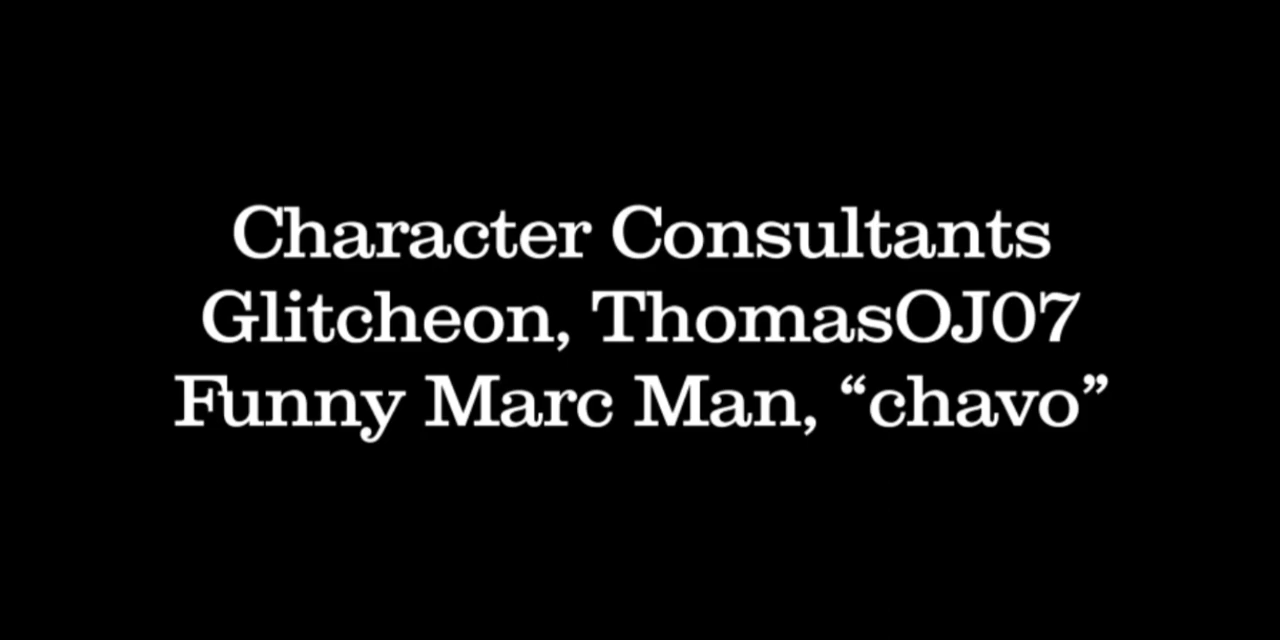 Character Consultants
Glitcheon, ThomasOJ07
Funny Marc Man, “chavo”